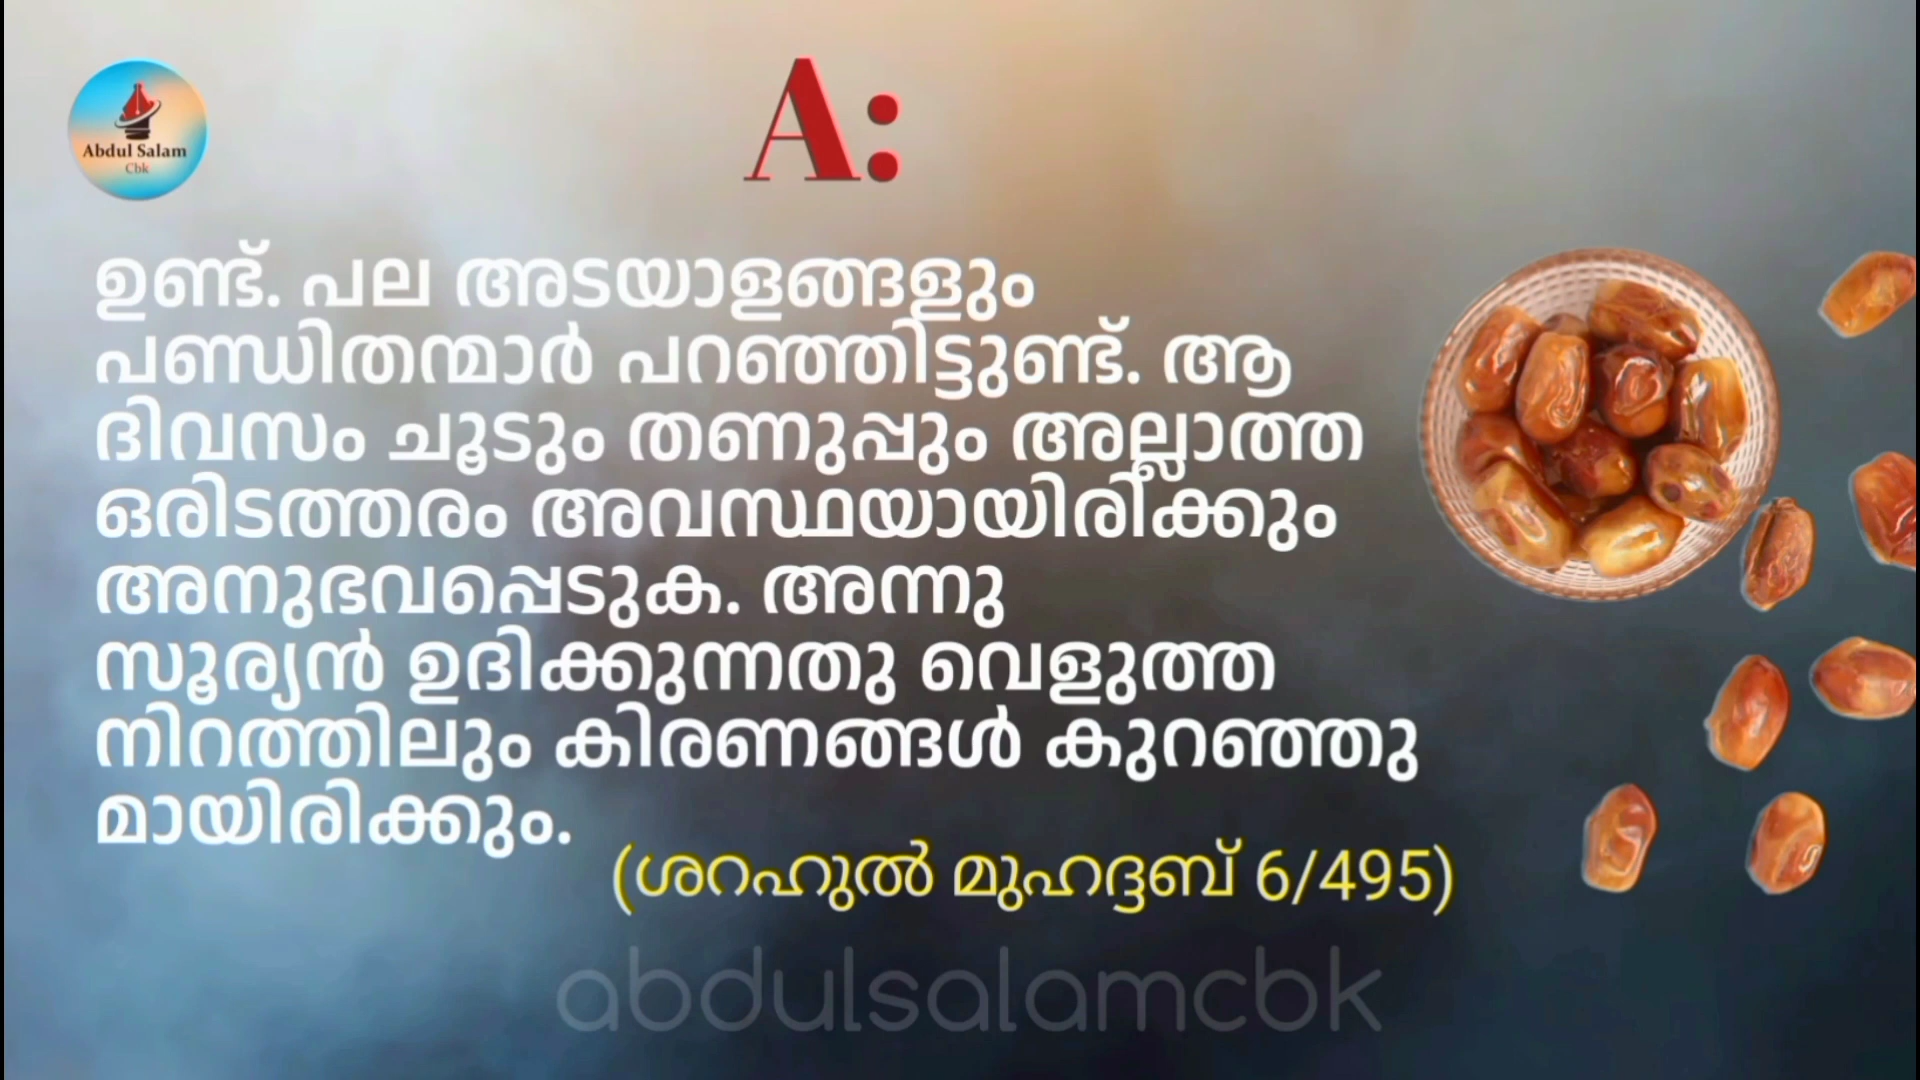 Abdul Salam
Cbk
A:
ഉണ്ട്. പല അടയാളങ്ങളും
പണ്ഡിതന്മാർ പറഞ്ഞിട്ടുണ്ട്. ആ
ദിവസം ചൂടും തണുപ്പും അല്ലാത്ത
ഒരിടത്തരം അവസ്ഥയായിരിക്കും
അനുഭവപ്പെടുക. അന്നു
സൂര്യൻ ഉദിക്കുന്നതു വെളുത്ത
നിറത്തിലും കിരണങ്ങൾ കുറഞ്ഞു
മായിരിക്കും.
(ശറഹുൽ മുഹദ്ദബ് 6/495)
abdulsalamcbk